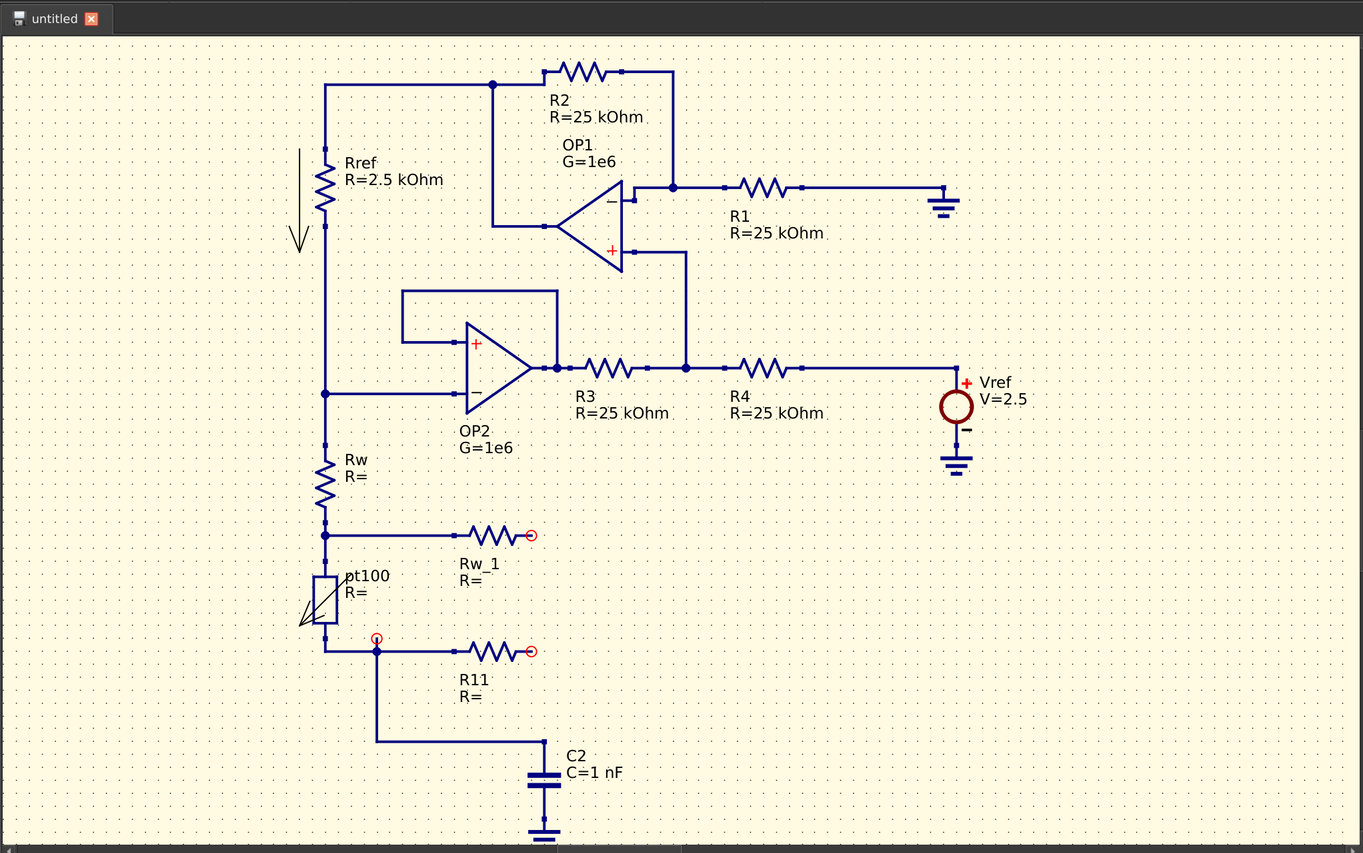 untitled
R2
R=25 kOhm
OP1
G=1e6
Rref
R=2.5 kOhm
R1
R=25 kOhm
R3
R=25 kOhm
R4
R=25 kOhm
Vref
V=2.5
OP2
G=1e6
Rw
R=
Rw_1
R=
pt100
R=
R11
R=
C2
C=1 nF